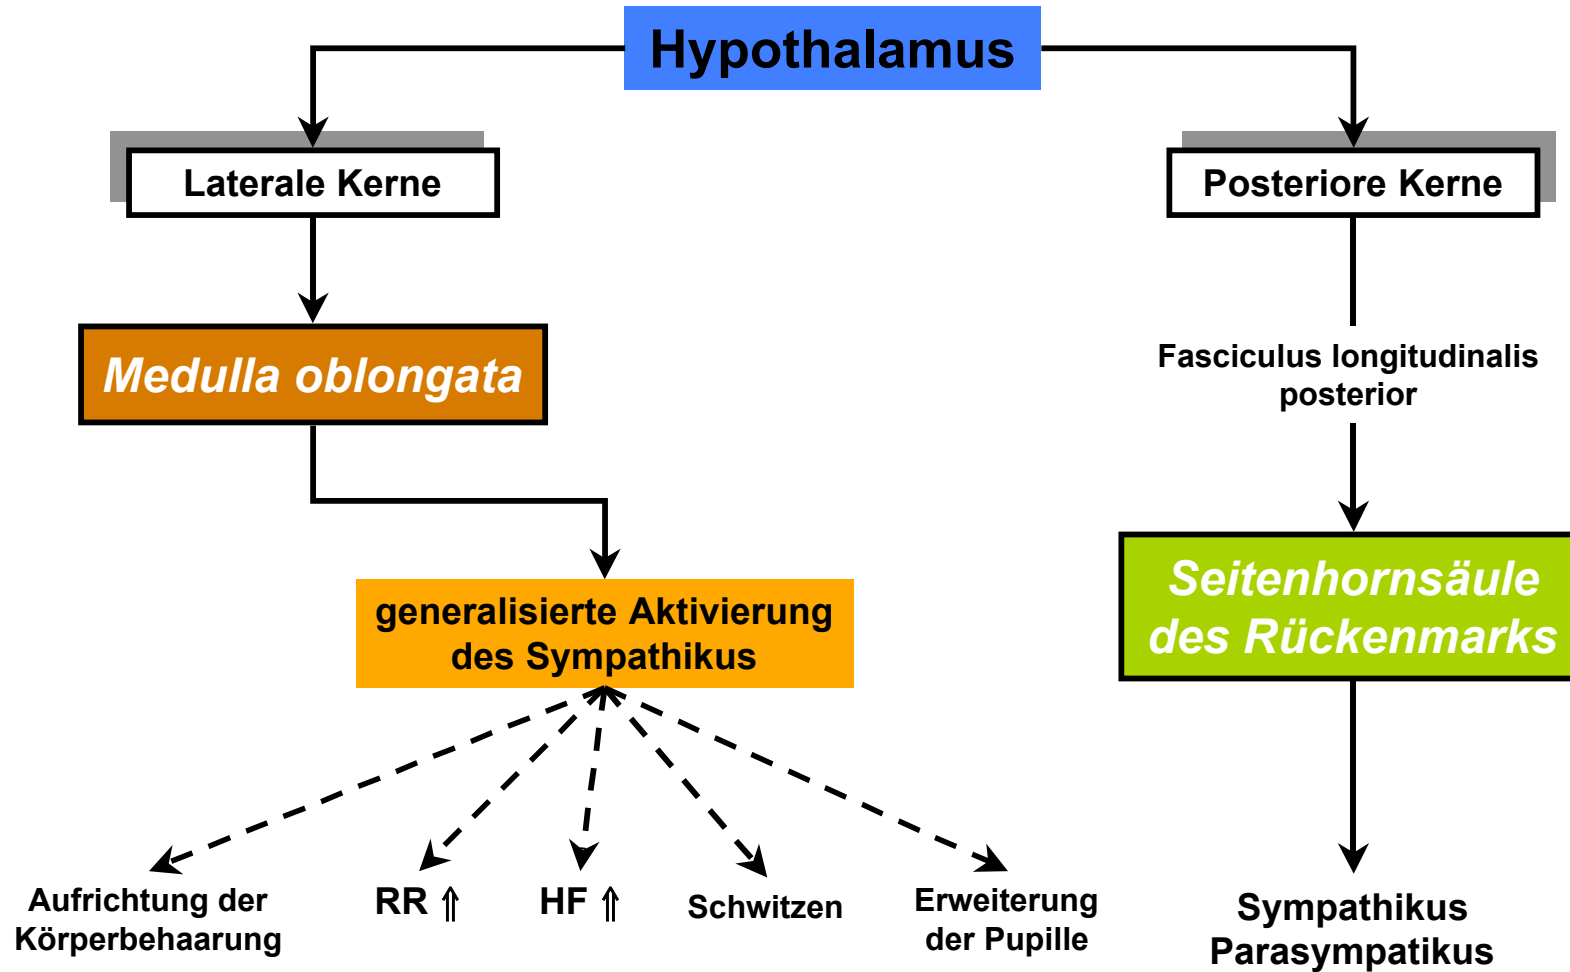 Hypothalamus
Laterale Kerne
Posteriore Kerne
Medulla oblongata
Fasciculus longitudinalis
posterior
generalisierte Aktivierung
des Sympathikus
Seitenhornsäule
des Rückenmarks
Aufrichtung der
Körperbehaarung
RR ⇑
HF ⇑
Schwitzen
Erweiterung
der Pupille
Sympathikus
Parasympatikus